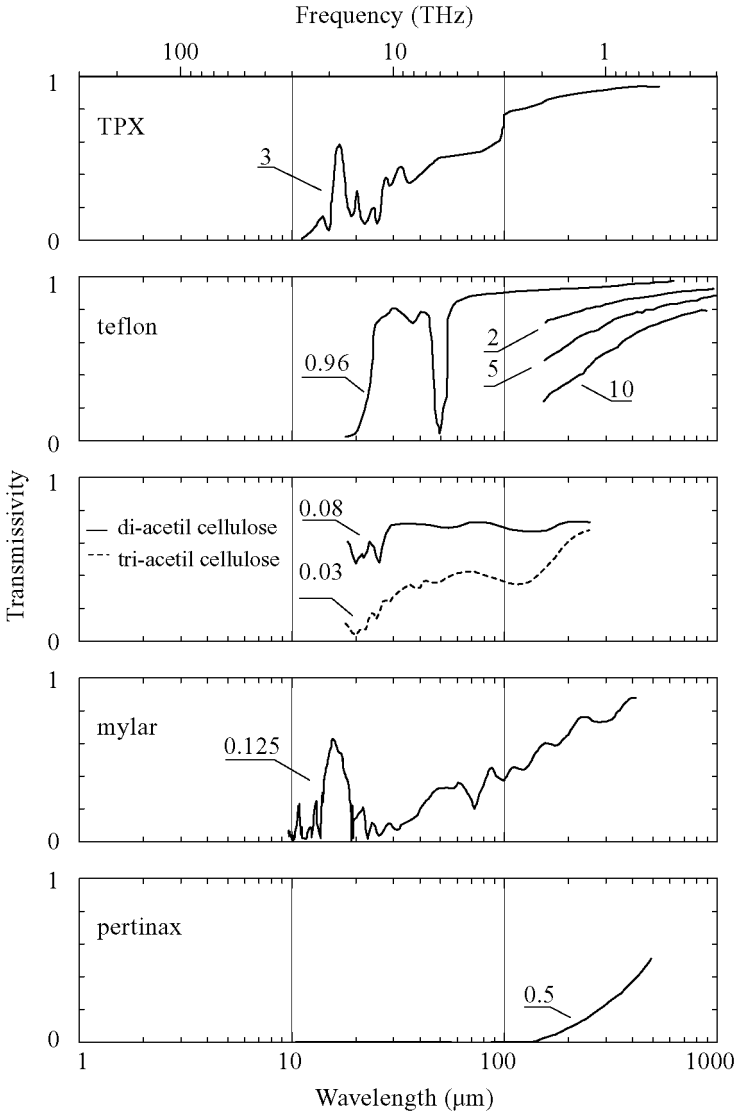 Frequency (THz)
100 10 1
1
TPX
3
0
1
teflon
0.96
2
5
10
0
Transmissivity
1
0.08
di-acetil cellulose
tri-acetil cellulose
0.03
0
1
mylar
0.125
0
1
pertinax
0.5
0
1 10 100 1000
Wavelength (μm)